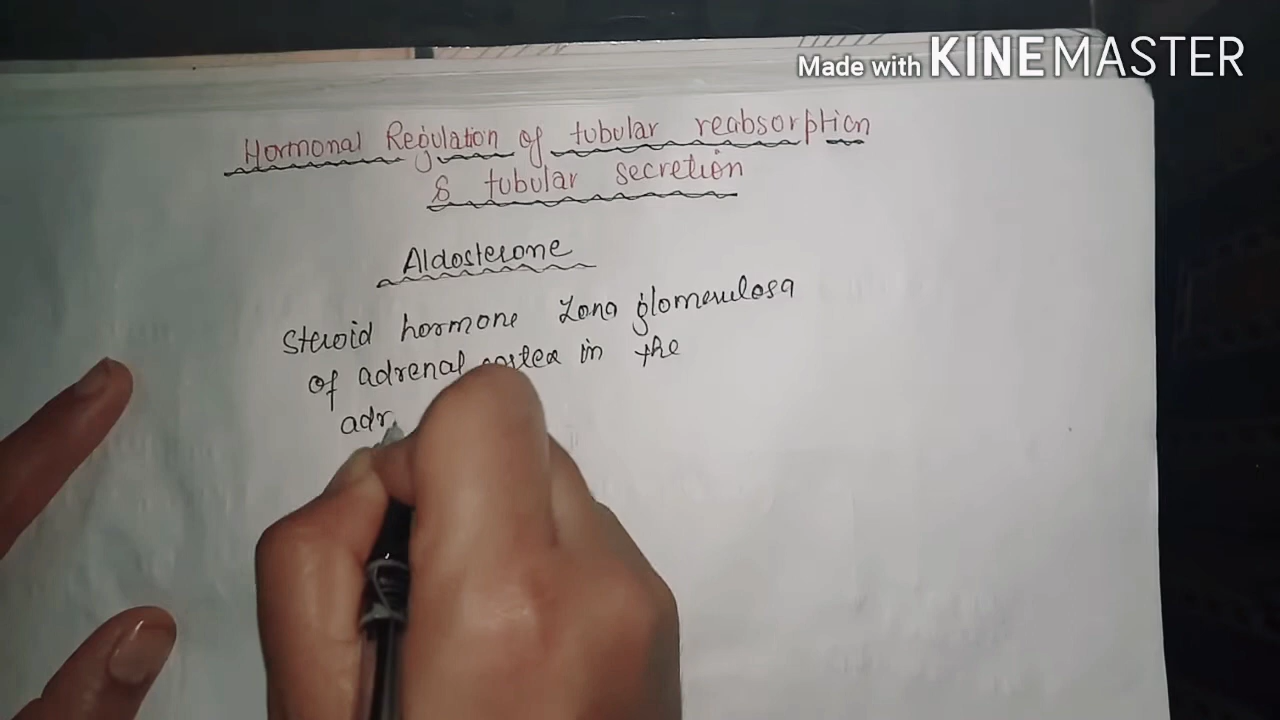 Made with KINEMASTER
Hormonal Regulation of tubular reabsorption
& tubular secretion
Aldosterone
Steroid hormone Zona glomerulosa
of adrenal cortex in the
adr